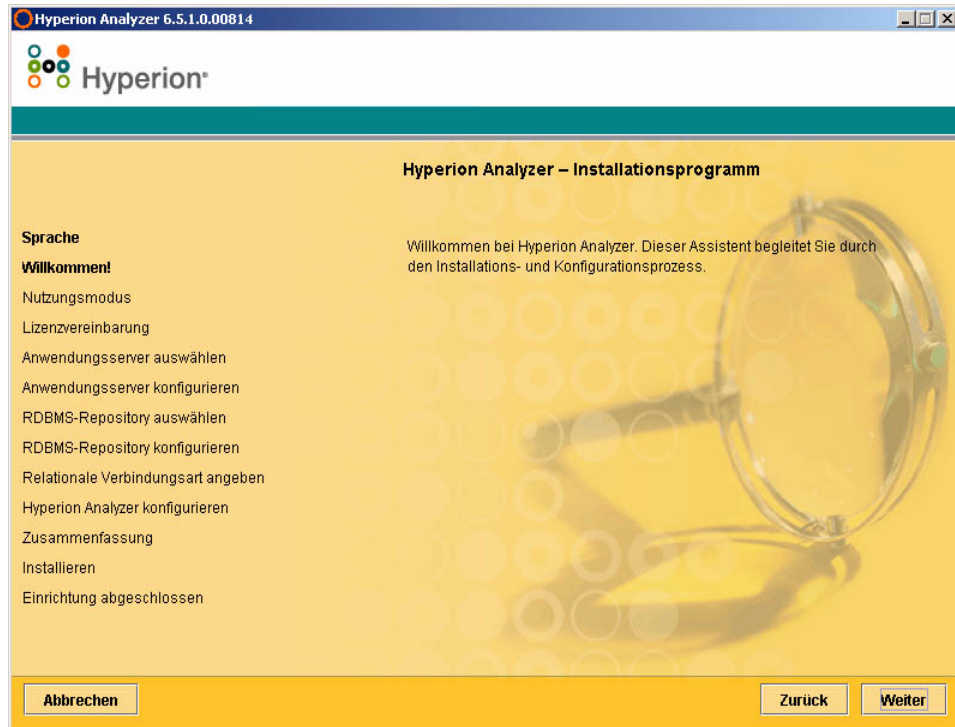 Hyperion Analyzer 6.5.1.0.00814
Hyperion
Hyperion Analyzer – Installationsprogramm
Sprache
Willkommen!
Nutzungsmodus
Lizenzvereinbarung
Anwendungsserver auswählen
Anwendungsserver konfigurieren
RDBMS-Repository auswählen
RDBMS-Repository konfigurieren
Relationale Verbindungsart angeben
Hyperion Analyzer konfigurieren
Zusammenfassung
Installieren
Einrichtung abgeschlossen
Willkommen bei Hyperion Analyzer. Dieser Assistent begleitet Sie durch
den Installations- und Konfigurationsprozess.
Abbrechen
Zurück
Weiter